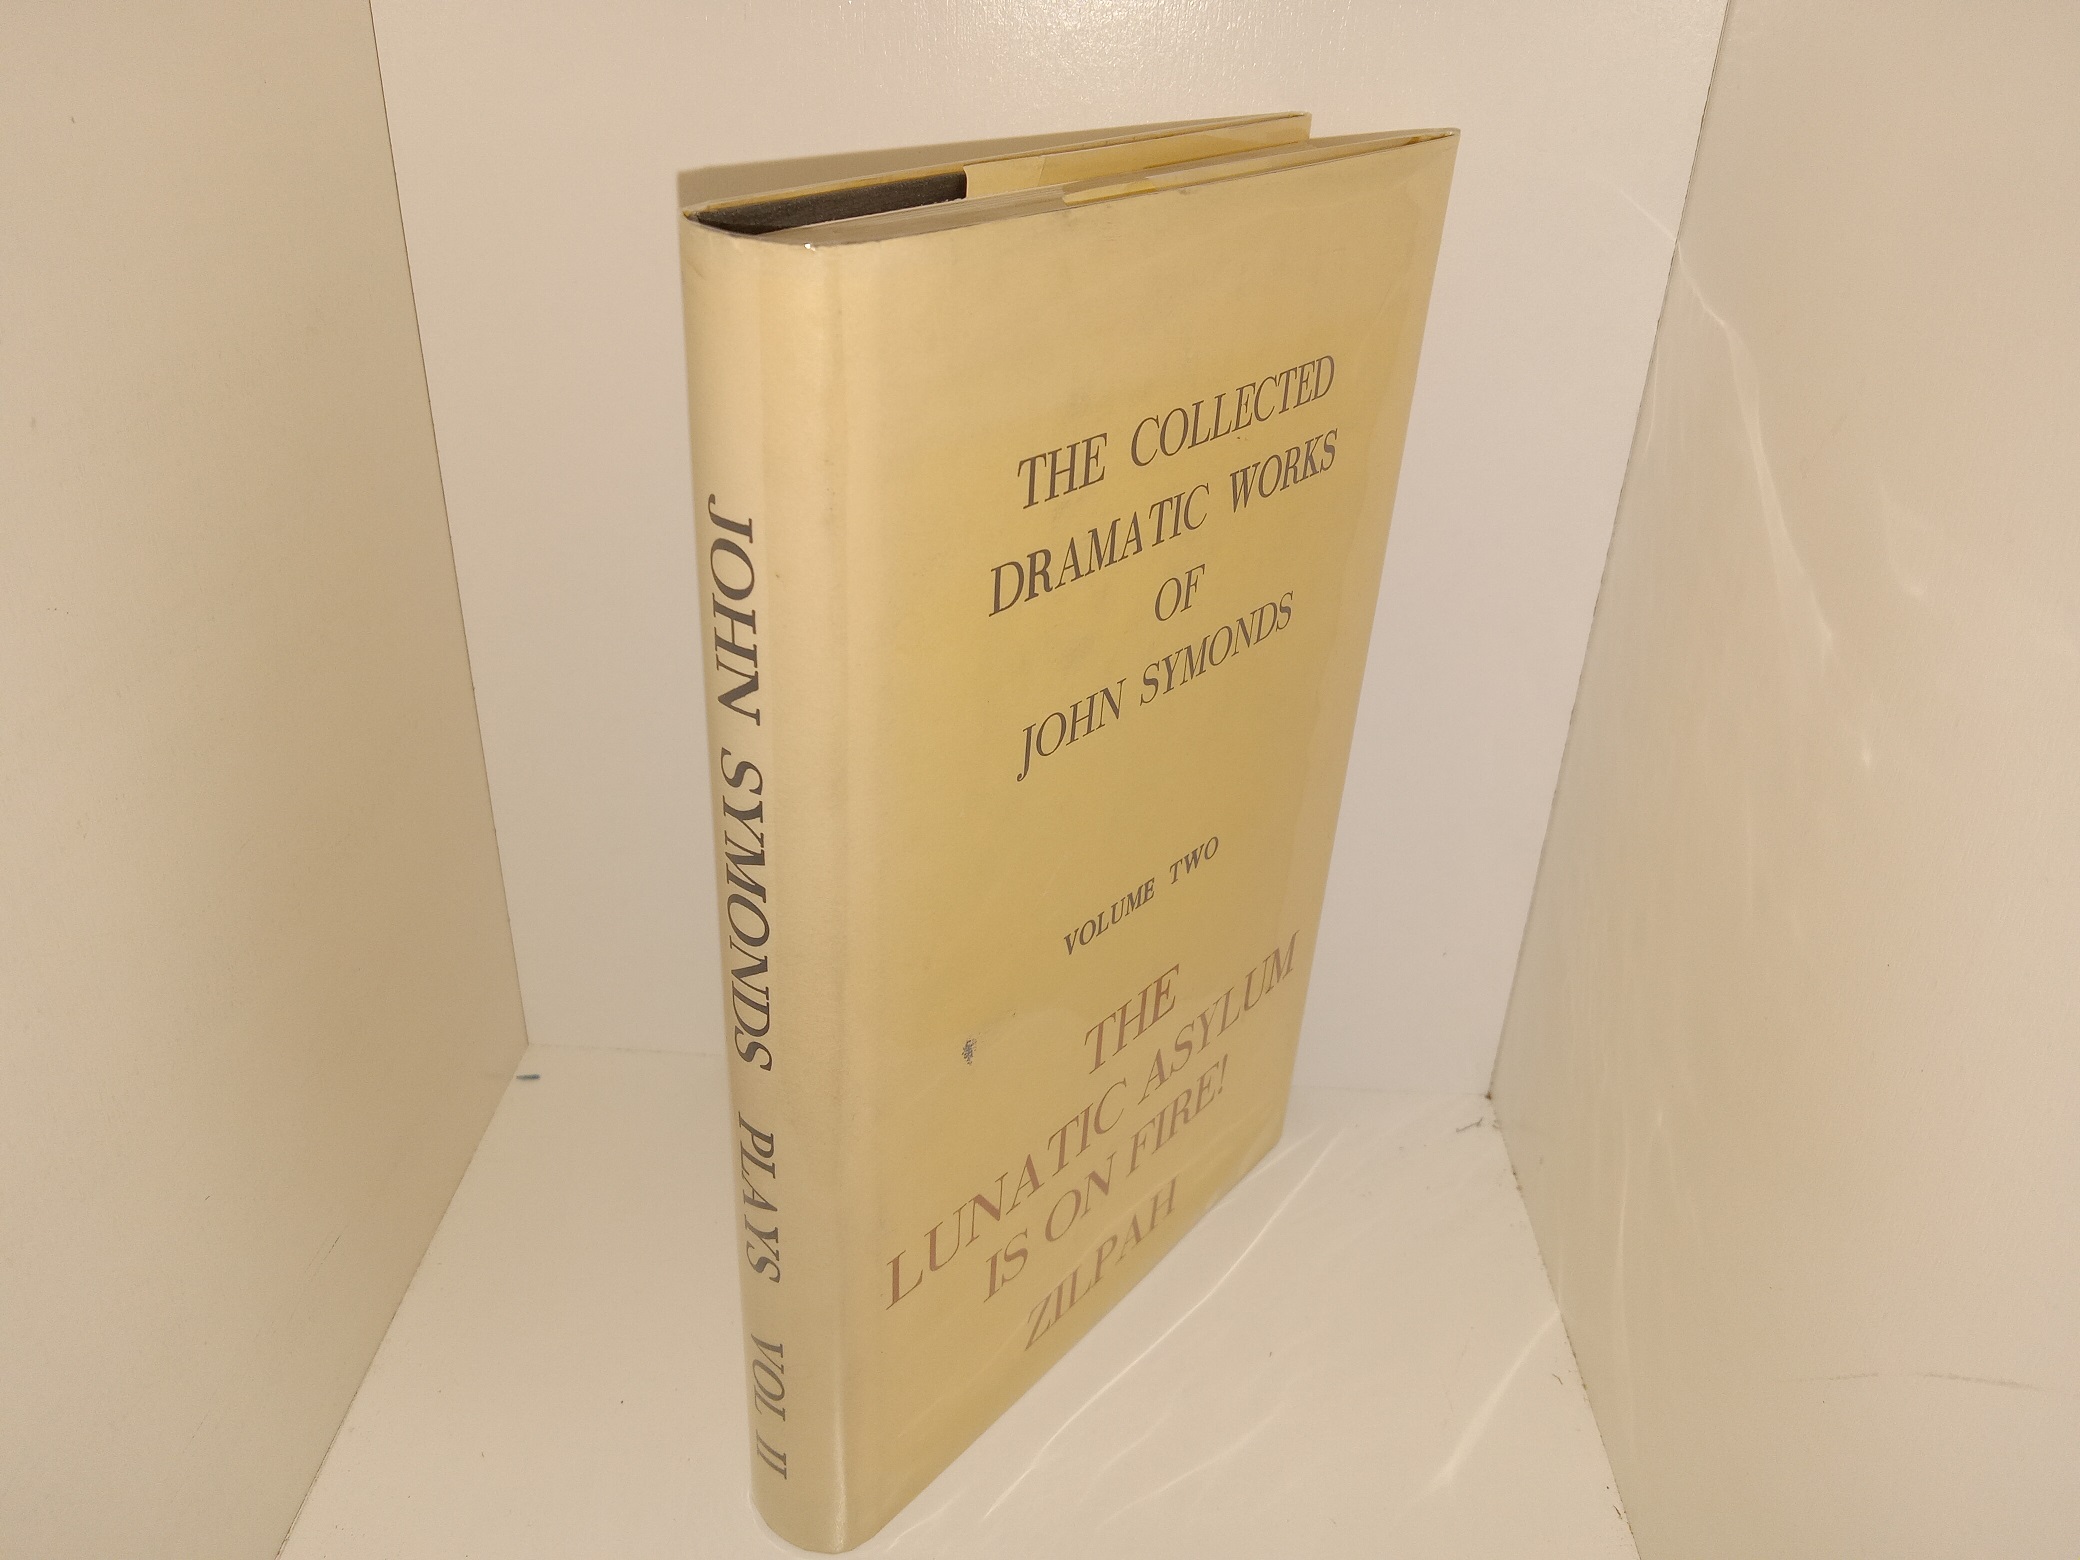 JOHN SYMONDS PLAYS VOL II
THE COLLECTED
DRAMATIC WORKS
OF
JOHN SYMONDS
VOLUME TWO
THE
LUNATIC ASYLUM
IS ON FIRE!
ZILPAH